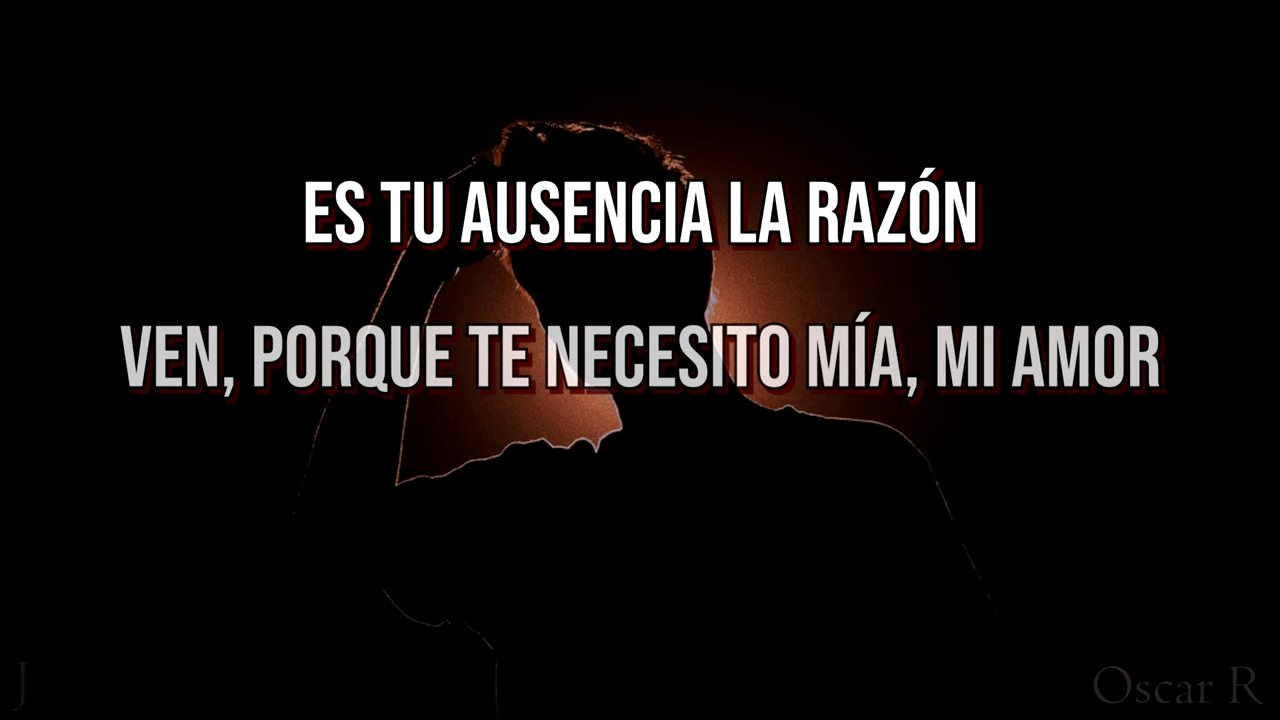 ES TU AUSENCIA LA RAZÓN
VEN, PORQUE TE NECESITO MÍA, MI AMOR
J
Oscar R